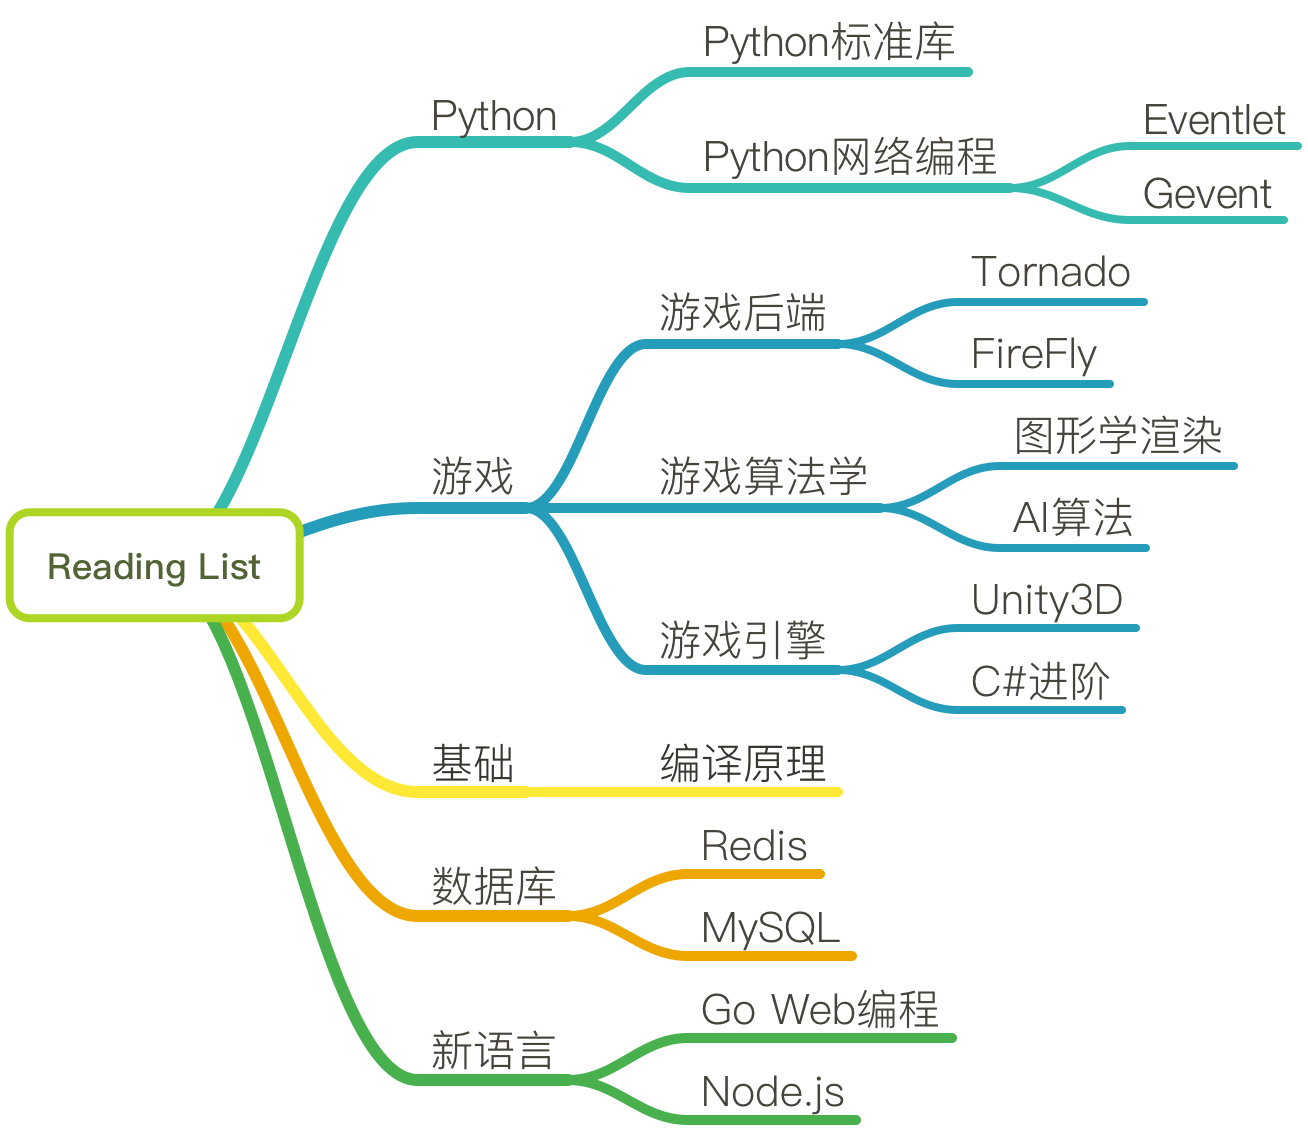 Reading List
Python
Python标准库
Python网络编程
Eventlet
Gevent
游戏
游戏后端
Tornado
FireFly
游戏算法学
图形学渲染
AI算法
游戏引擎
Unity3D
C#进阶
基础
编译原理
数据库
Redis
MySQL
新语言
Go Web编程
Node.js